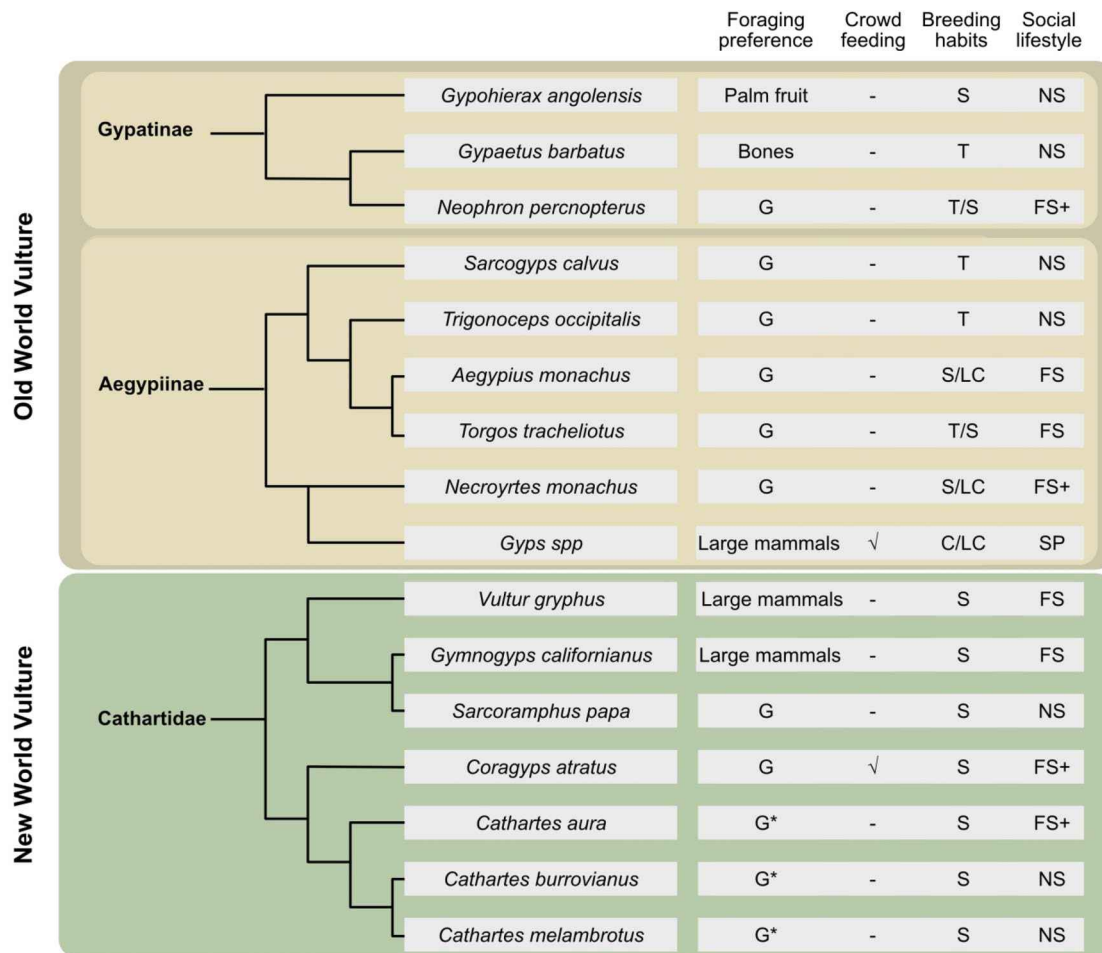 Foraging preference Crowd feeding Breeding habits Social lifestyle
Old World Vulture
Gypatinae
Gypohierax angolensis Palm fruit - S NS
Gypaetus barbatus Bones - T NS
Neophron percnopterus G - T/S FS+
Aegypiinae
Sarcogyps calvus G - T NS
Trigonoceps occipitalis G - T NS
Aegypius monachus G - S/LC FS
Torgos tracheliotus G - T/S FS
Necroyrtes monachus G - S/LC FS+
Gyps spp Large mammals √ C/LC SP
New World Vulture
Cathartidae
Vultur gryphus Large mammals - S FS
Gymnogyps californianus Large mammals - S FS
Sarcoramphus papa G - S NS
Coragyps atratus G √ S FS+
Cathartes aura G* - S FS+
Cathartes burrovianus G* - S NS
Cathartes melambrotus G* - S NS